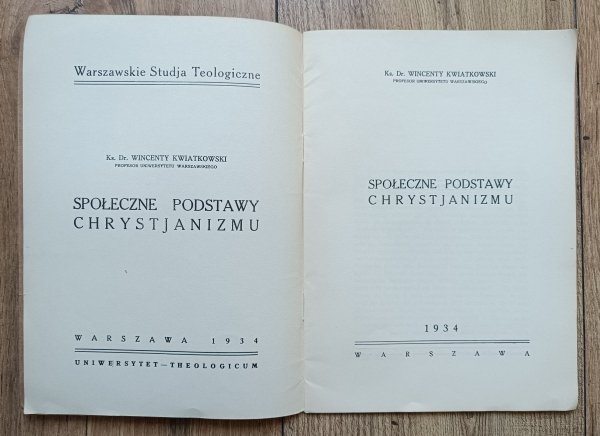 Warszawskie Studja Teologiczne
Ks. Dr. WINCENTY KWIATKOWSKI
PROFESOR UNIWERSYTETU WARSZAWSKIEGO
SPOŁECZNE PODSTAWY
CHRYSTJANIZMU
WARSZAWA 1934
UNIWERSYTET—THEOLOGICUM
Ks. Dr. WINCENTY KWIATKOWSKI
PROFESOR UNIWERSYTETU WARSZAWSKIEGO
SPOŁECZNE PODSTAWY
CHRYSTJANIZMU
1934
WARSZAWA